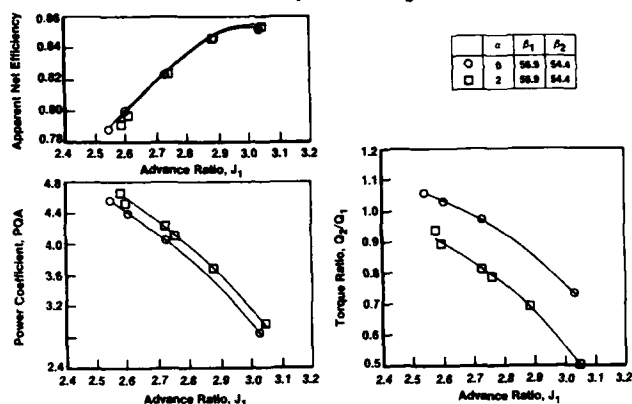 Apparent Net Efficiency
0.86
0.84
0.82
0.80
0.78
2.4 2.5 2.6 2.7 2.8 2.9 3.0 3.1 3.2
Advance Ratio, J₁
α β₁ β₂
0 56.9 54.4
2 56.9 54.4
Power Coefficient, PQA
4.8
4.4
4.0
3.6
3.2
2.8
2.4 2.5 2.6 2.7 2.8 2.9 3.0 3.1 3.2
Advance Ratio, J₁
Torque Ratio, Q₂/Q₁
1.2
1.1
1.0
0.9
0.8
0.7
0.6
0.5
2.4 2.5 2.6 2.7 2.8 2.9 3.0 3.1 3.2
Advance Ratio, J₁